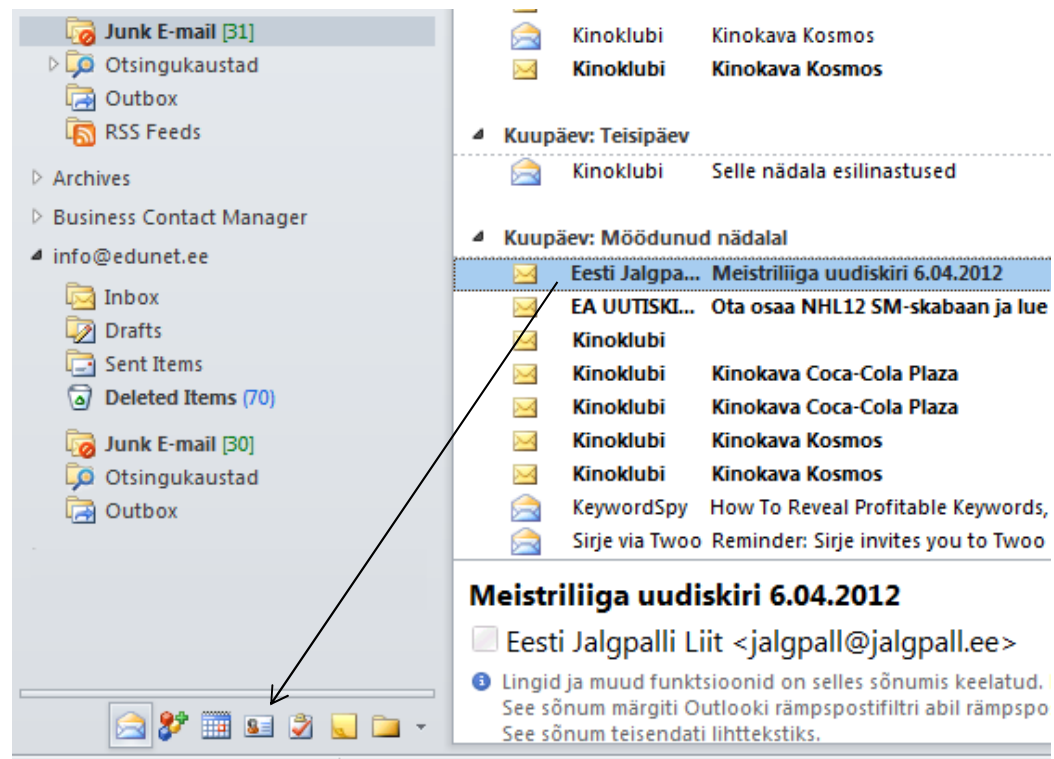 Junk E-mail [31]
Otsingukaustad
Outbox
RSS Feeds
Archives
Business Contact Manager
info@edunet.ee
Inbox
Drafts
Sent Items
Deleted Items (70)
Junk E-mail [30]
Otsingukaustad
Outbox
Kinoklubi Kinokava Kosmos
Kinoklubi Kinokava Kosmos
Kuupäev: Teisipäev
Kinoklubi Selle nädala esilinastused
Kuupäev: Möödunud nädalal
Eesti Jalgpa... Meistriliiga uudiskiri 6.04.2012
EA UUTISKI... Ota osaa NHL12 SM-skabaan ja lue
Kinoklubi
Kinoklubi Kinokava Coca-Cola Plaza
Kinoklubi Kinokava Coca-Cola Plaza
Kinoklubi Kinokava Kosmos
Kinoklubi Kinokava Kosmos
KeywordSpy How To Reveal Profitable Keywords,
Sirje via Twoo Reminder: Sirje invites you to Twoo
Meistriliiga uudiskiri 6.04.2012
Eesti Jalgpalli Liit <jalgpall@jalgpall.ee>
Lingid ja muud funktsioonid on selles sõnumis keelatud.
See sõnum märgiti Outlooki rämpspostifiltri abil rämpspo
See sõnum teisendati lihttekstiks.